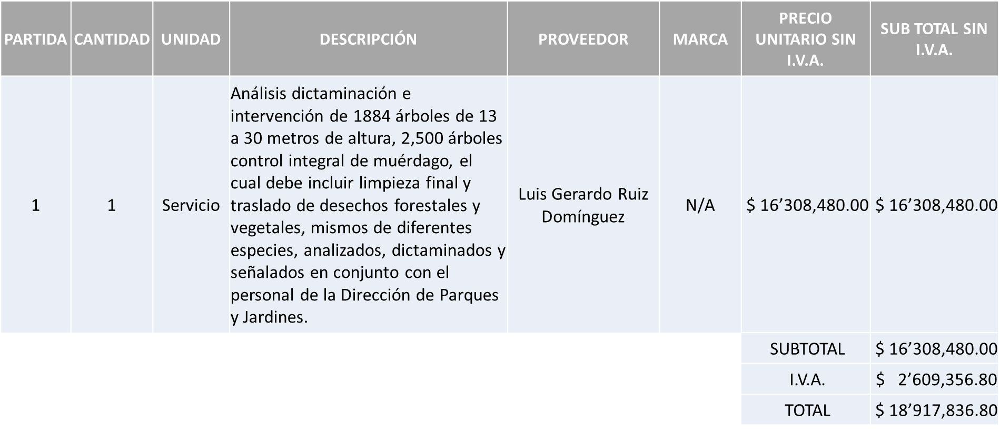 PARTIDA CANTIDAD UNIDAD DESCRIPCIÓN PROVEEDOR MARCA PRECIO UNITARIO SIN I.V.A. SUB TOTAL SIN I.V.A.
1 1 Servicio
Análisis dictaminación e
intervención de 1884 árboles de 13
a 30 metros de altura, 2,500 árboles
control integral de muérdago, el
cual debe incluir limpieza final y
traslado de desechos forestales y
vegetales, mismos de diferentes
especies, analizados, dictaminados y
señalados en conjunto con el
personal de la Dirección de Parques
y Jardines.
Luis Gerardo Ruiz
Domínguez
N/A
$ 16’308,480.00
$ 16’308,480.00
SUBTOTAL $ 16’308,480.00
I.V.A. $ 2’609,356.80
TOTAL $ 18’917,836.80